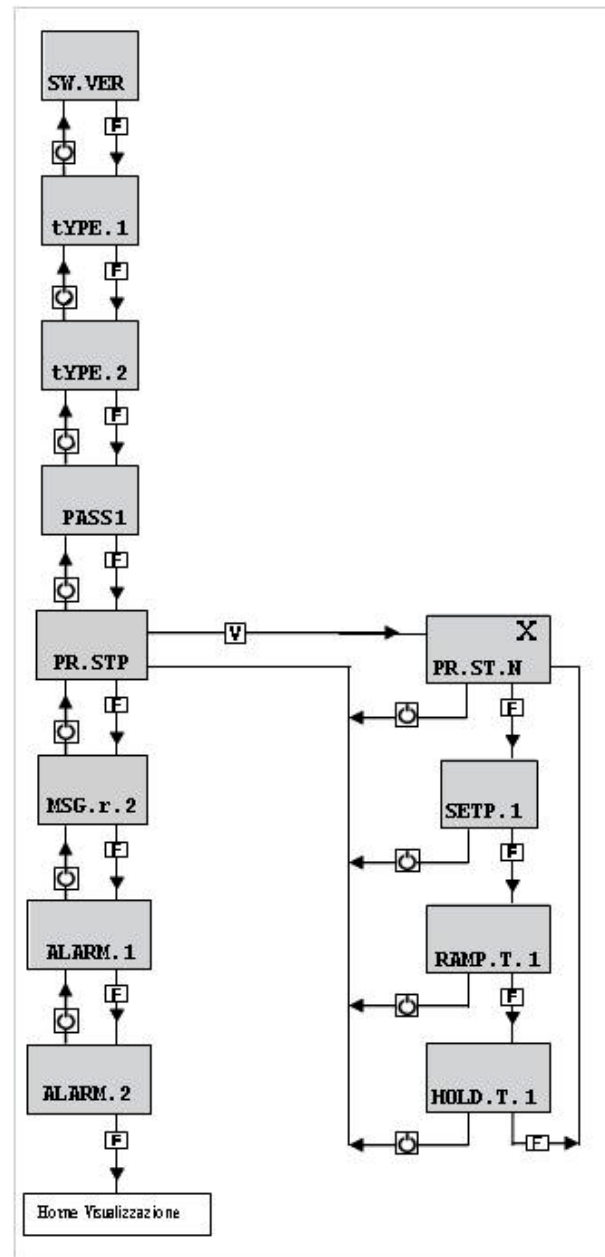 SW.VER
F
tYPE.1
F
tYPE.2
F
PASS1
F
PR.STP
V
X
PR.ST.N
F
F
MSG.r.2
SETP.1
F
F
ALARM.1
RAMP.T.1
F
F
ALARM.2
HOLD.T.1
F
F
Home Visualizzazione